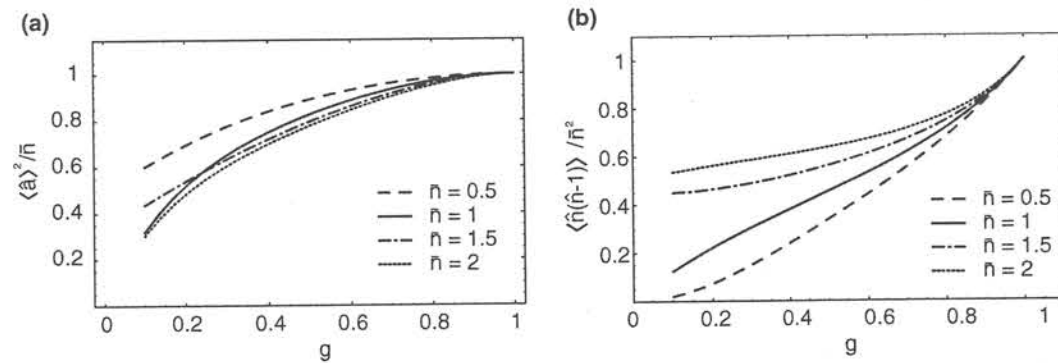 (a)
⟨â⟩²/n̄
1
0.8
0.6
0.4
0.2
0
0.2
0.4
0.6
0.8
1
g
n̄ = 0.5
n̄ = 1
n̄ = 1.5
n̄ = 2
(b)
⟨n̂(n̂-1)⟩ /n̄²
1
0.8
0.6
0.4
0.2
0
0.2
0.4
0.6
0.8
1
g
n̄ = 0.5
n̄ = 1
n̄ = 1.5
n̄ = 2